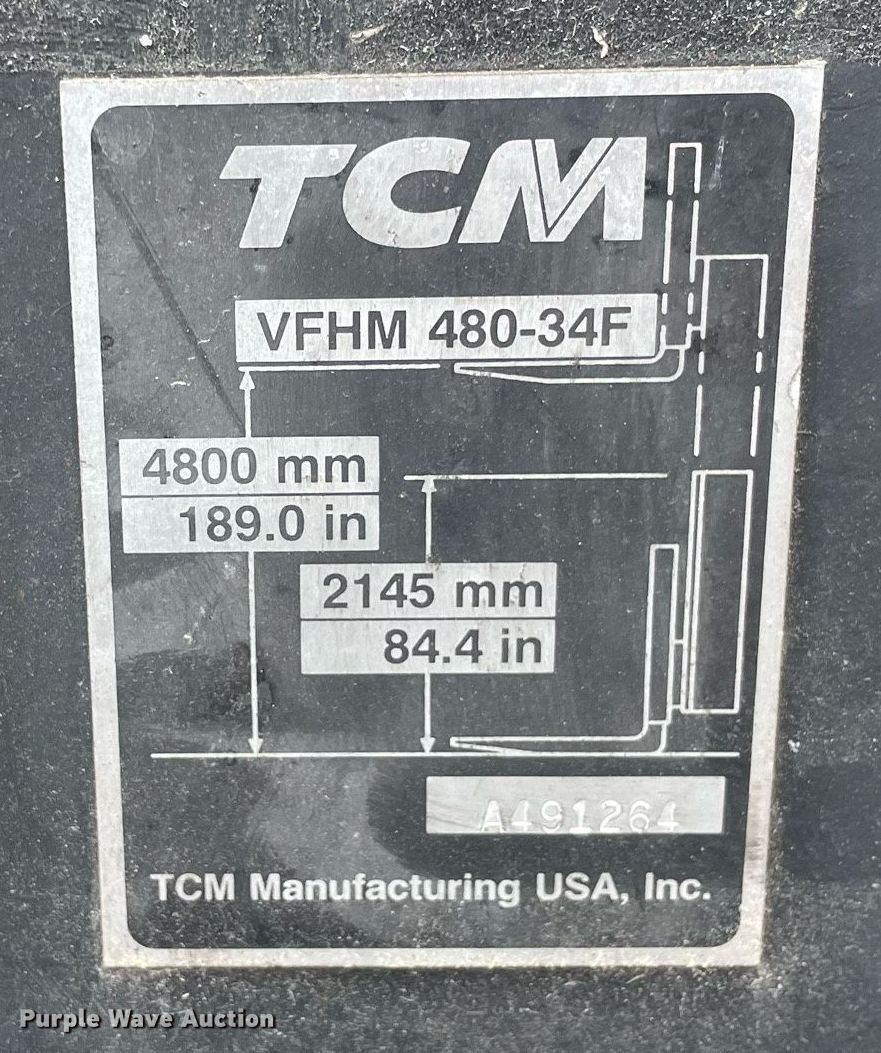 TCM
VFHM 480-34F
4800 mm
189.0 in
2145 mm
84.4 in
A491264
TCM Manufacturing USA, Inc.
Purple Wave Auction